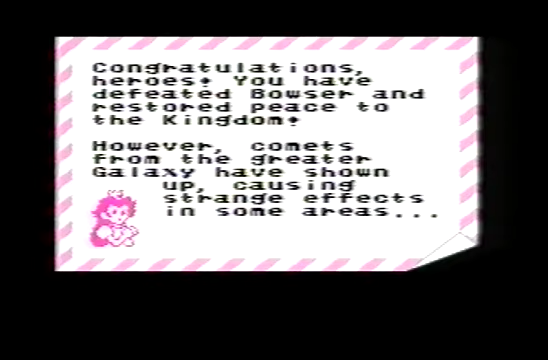 Congratulations,
heroes! You have
defeated Bowser and
restored peace to
the Kingdom!
However, comets
from the greater
Galaxy have shown
up, causing
strange effects
in some areas...